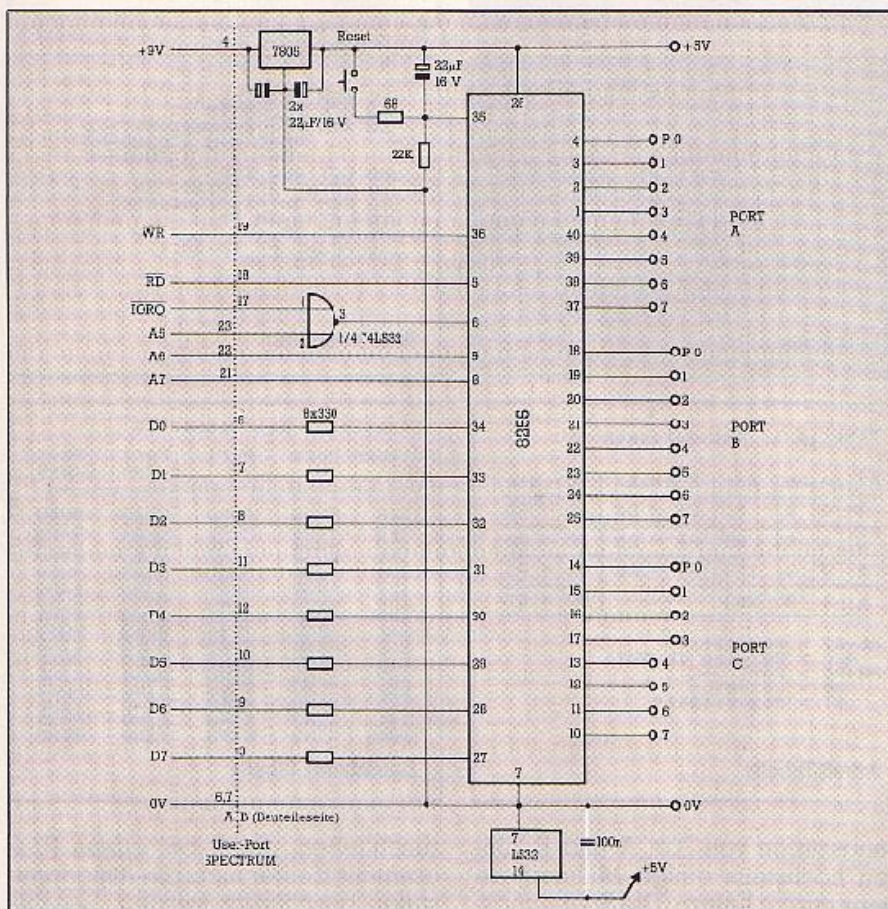 Reset
+9V 4 7805 +5V
22µF
16 V
2x
22µF/16 V
68
35
26
22K
4 P 0
3 1
2 2
1 3
40 4
39 5
38 6
37 7
PORT
A
WR 19 36
RD 18 5
IORQ 17 1
3 6
A5 23 2
1/4 74LS32
A6 22 9
A7 21 8
18 P 0
19 1
20 2
21 3
22 4
23 5
24 6
25 7
PORT
B
8255
8x330
D0 6 34
D1 7 33
D2 8 32
D3 11 31
D4 12 30
D5 10 29
D6 9 28
D7 27
14 P 0
15 1
16 2
17 3
13 4
12 5
11 6
10 7
PORT
C
7
0V 6,7 0V
A B (Bauteileseite)
User-Port
SPECTRUM
7
LS32
14
100n
+5V